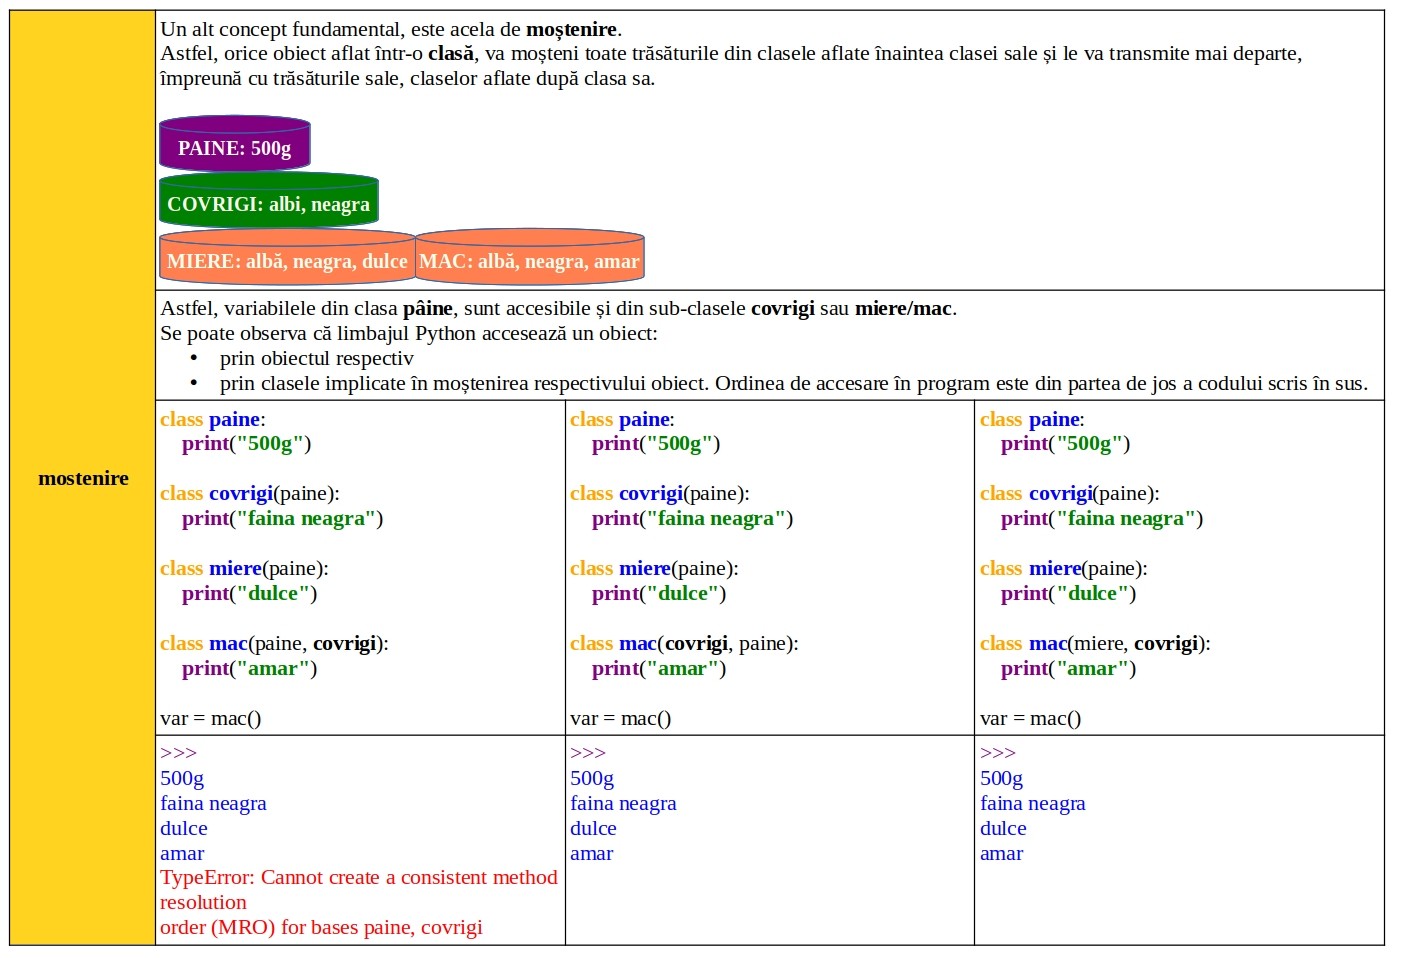 Un alt concept fundamental, este acela de moștenire.
Astfel, orice obiect aflat într-o clasă, va moșteni toate trăsăturile din clasele aflate înaintea clasei sale și le va transmite mai departe,
împreună cu trăsăturile sale, claselor aflate după clasa sa.
PAINE: 500g
COVRIGI: albi, neagra
MIERE: albă, neagra, dulce
MAC: albă, neagra, amar
mostenire
Astfel, variabilele din clasa pâine, sunt accesibile și din sub-clasele covrigi sau miere/mac.
Se poate observa că limbajul Python accesează un obiect:
• prin obiectul respectiv
• prin clasele implicate în moștenirea respectivului obiect. Ordinea de accesare în program este din partea de jos a codului scris în sus.
class paine:
print("500g")
class covrigi(paine):
print("faina neagra")
class miere(paine):
print("dulce")
class mac(paine, covrigi):
print("amar")
var = mac()
class paine:
print("500g")
class covrigi(paine):
print("faina neagra")
class miere(paine):
print("dulce")
class mac(covrigi, paine):
print("amar")
var = mac()
class paine:
print("500g")
class covrigi(paine):
print("faina neagra")
class miere(paine):
print("dulce")
class mac(miere, covrigi):
print("amar")
var = mac()
>>>
500g
faina neagra
dulce
amar
TypeError: Cannot create a consistent method
resolution
order (MRO) for bases paine, covrigi
>>>
500g
faina neagra
dulce
amar
>>>
500g
faina neagra
dulce
amar